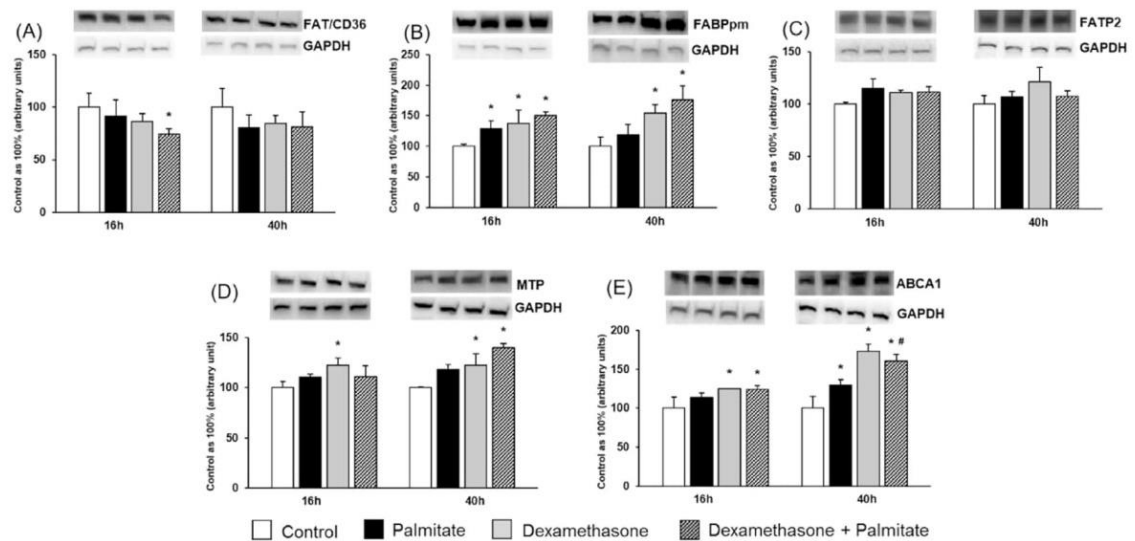 (A)
FAT/CD36
GAPDH
Control as 100% (arbitrary units)
150
100
50
0
*
16h
40h
(B)
FABPpm
GAPDH
Control as 100% (arbitrary units)
250
200
150
100
50
0
* * *
* *
16h
40h
(C)
FATP2
GAPDH
Control as 100% (arbitrary units)
150
100
50
0
16h
40h
(D)
MTP
GAPDH
Control as 100% (arbitrary unit)
150
100
50
0
*
* *
16h
40h
(E)
ABCA1
GAPDH
Control as 100% (arbitrary units)
200
150
100
50
0
* *
* * * #
16h
40h
Control Palmitate Dexamethasone Dexamethasone + Palmitate